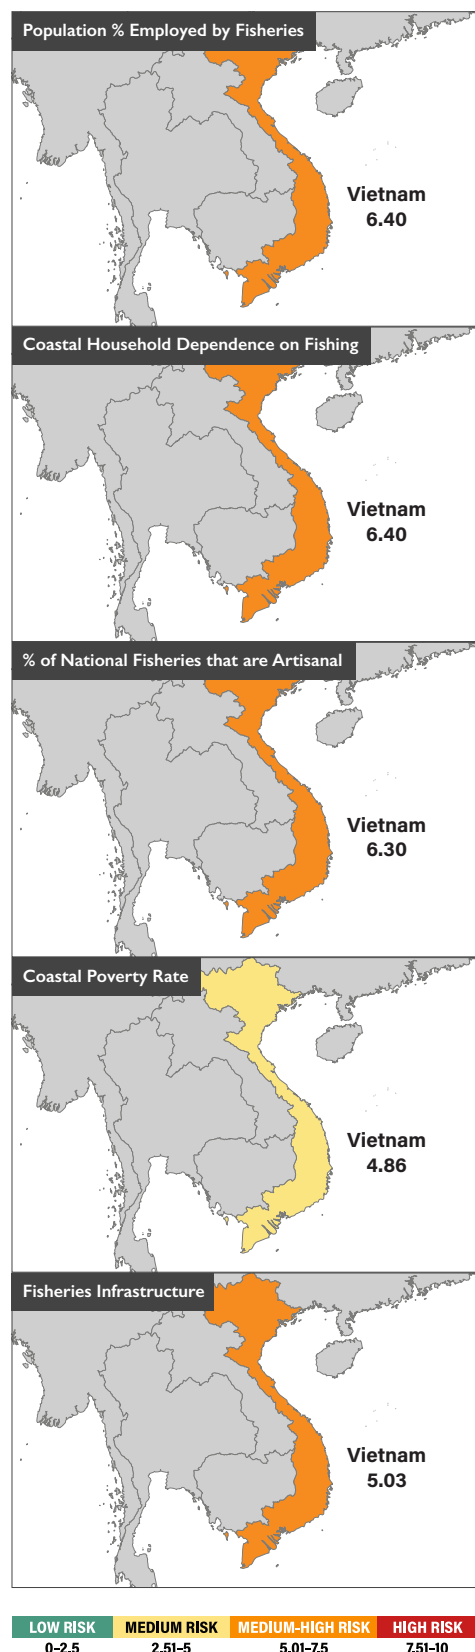 Population % Employed by Fisheries
Vietnam
6.40
Coastal Household Dependence on Fishing
Vietnam
6.40
% of National Fisheries that are Artisanal
Vietnam
6.30
Coastal Poverty Rate
Vietnam
4.86
Fisheries Infrastructure
Vietnam
5.03
LOW RISK MEDIUM RISK MEDIUM-HIGH RISK HIGH RISK
0–2.5 2.51–5 5.01–7.5 7.51–10